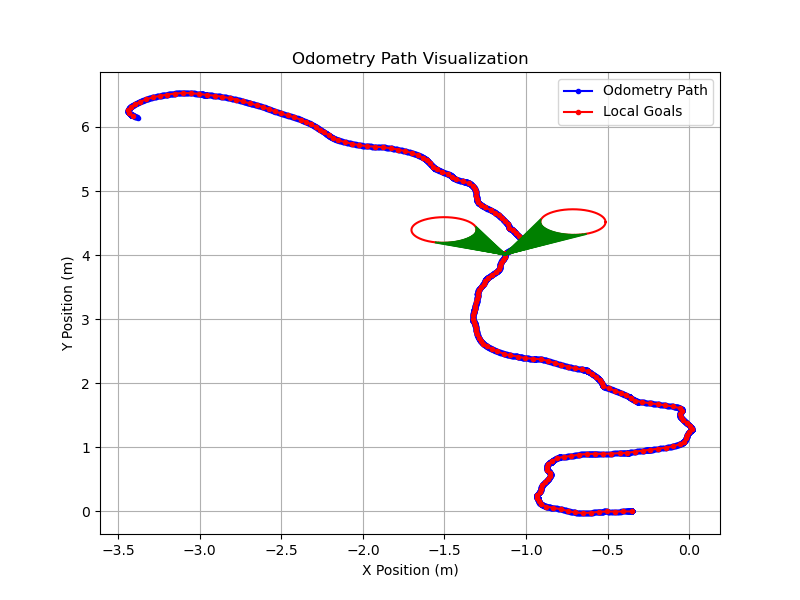 Odometry Path Visualization
Odometry Path
Local Goals
Y Position (m)
6
5
4
3
2
1
0
−3.5 −3.0 −2.5 −2.0 −1.5 −1.0 −0.5 0.0
X Position (m)